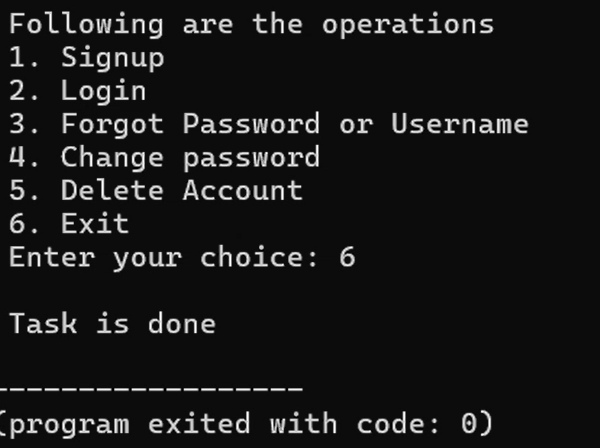 Following are the operations
1. Signup
2. Login
3. Forgot Password or Username
4. Change password
5. Delete Account
6. Exit
Enter your choice: 6
Task is done
------------------
(program exited with code: 0)